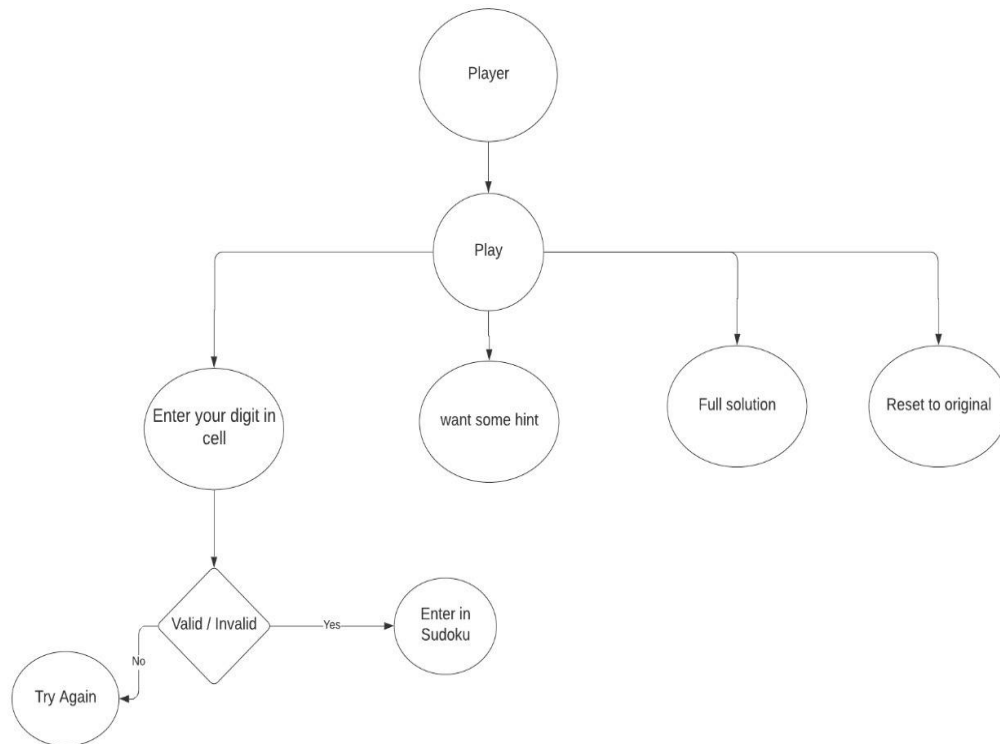 Player
Play
Enter your digit in
cell
want some hint
Full solution
Reset to original
Valid / Invalid
Yes
Enter in
Sudoku
No
Try Again